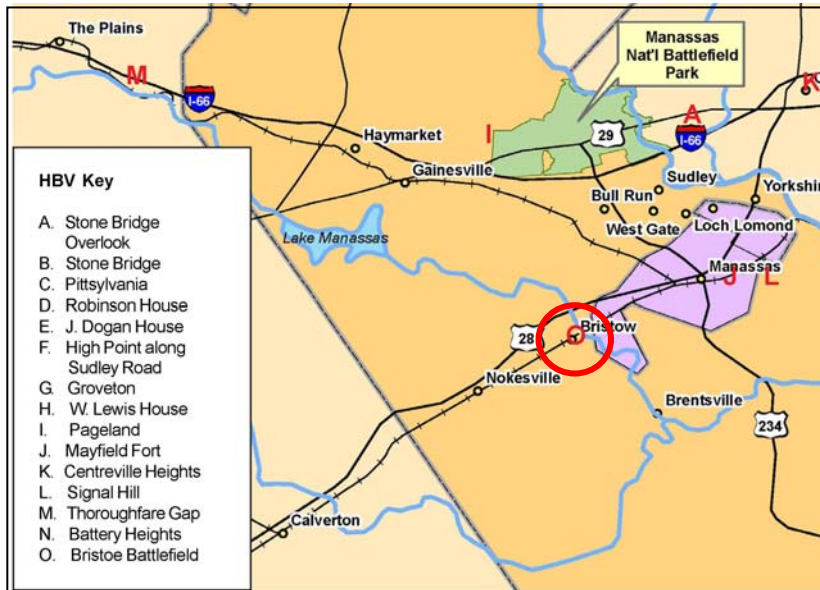 The Plains
M
I-66
Haymarket
Gainesville
Manassas
Nat'l Battlefield
Park
I
29
A
I-66
K
Sudley
Bull Run
Yorkshire
West Gate
Loch Lomond
Lake Manassas
Manassas
J
L
28
O
Bristow
Nokesville
Brentsville
234
Calverton
HBV Key
A. Stone Bridge
Overlook
B. Stone Bridge
C. Pittsylvania
D. Robinson House
E. J. Dogan House
F. High Point along
Sudley Road
G. Groveton
H. W. Lewis House
I. Pageland
J. Mayfield Fort
K. Centreville Heights
L. Signal Hill
M. Thoroughfare Gap
N. Battery Heights
O. Bristoe Battlefield